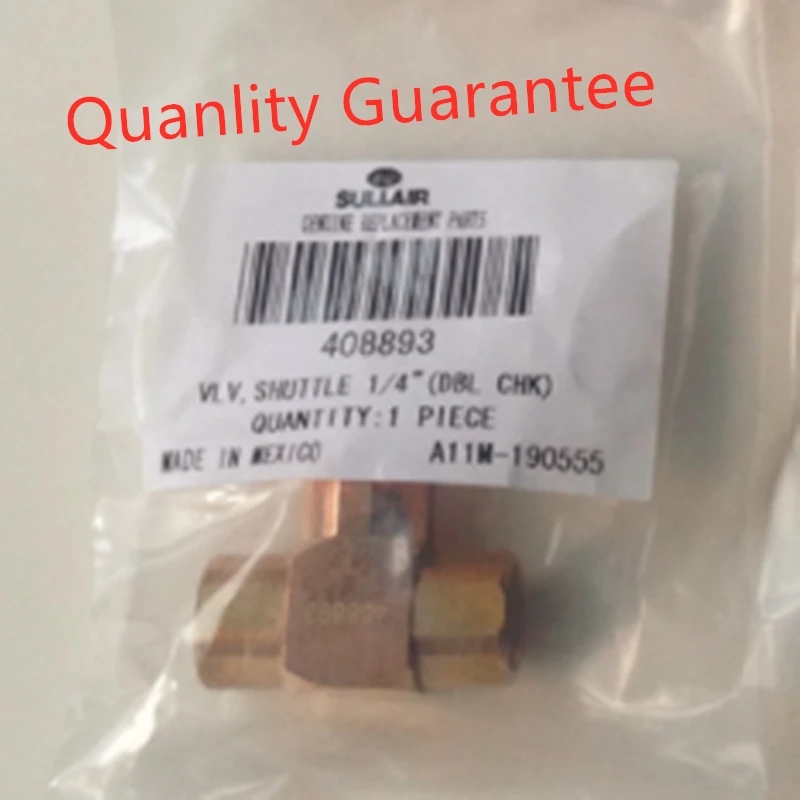 Quanlity Guarantee
SULLAIR
GENUINE REPLACEMENT PARTS
408893
VLV, SHUTTLE 1/4"(DBL CHK)
QUANTITY:1 PIECE
MADE IN MEXICO A11M-190555